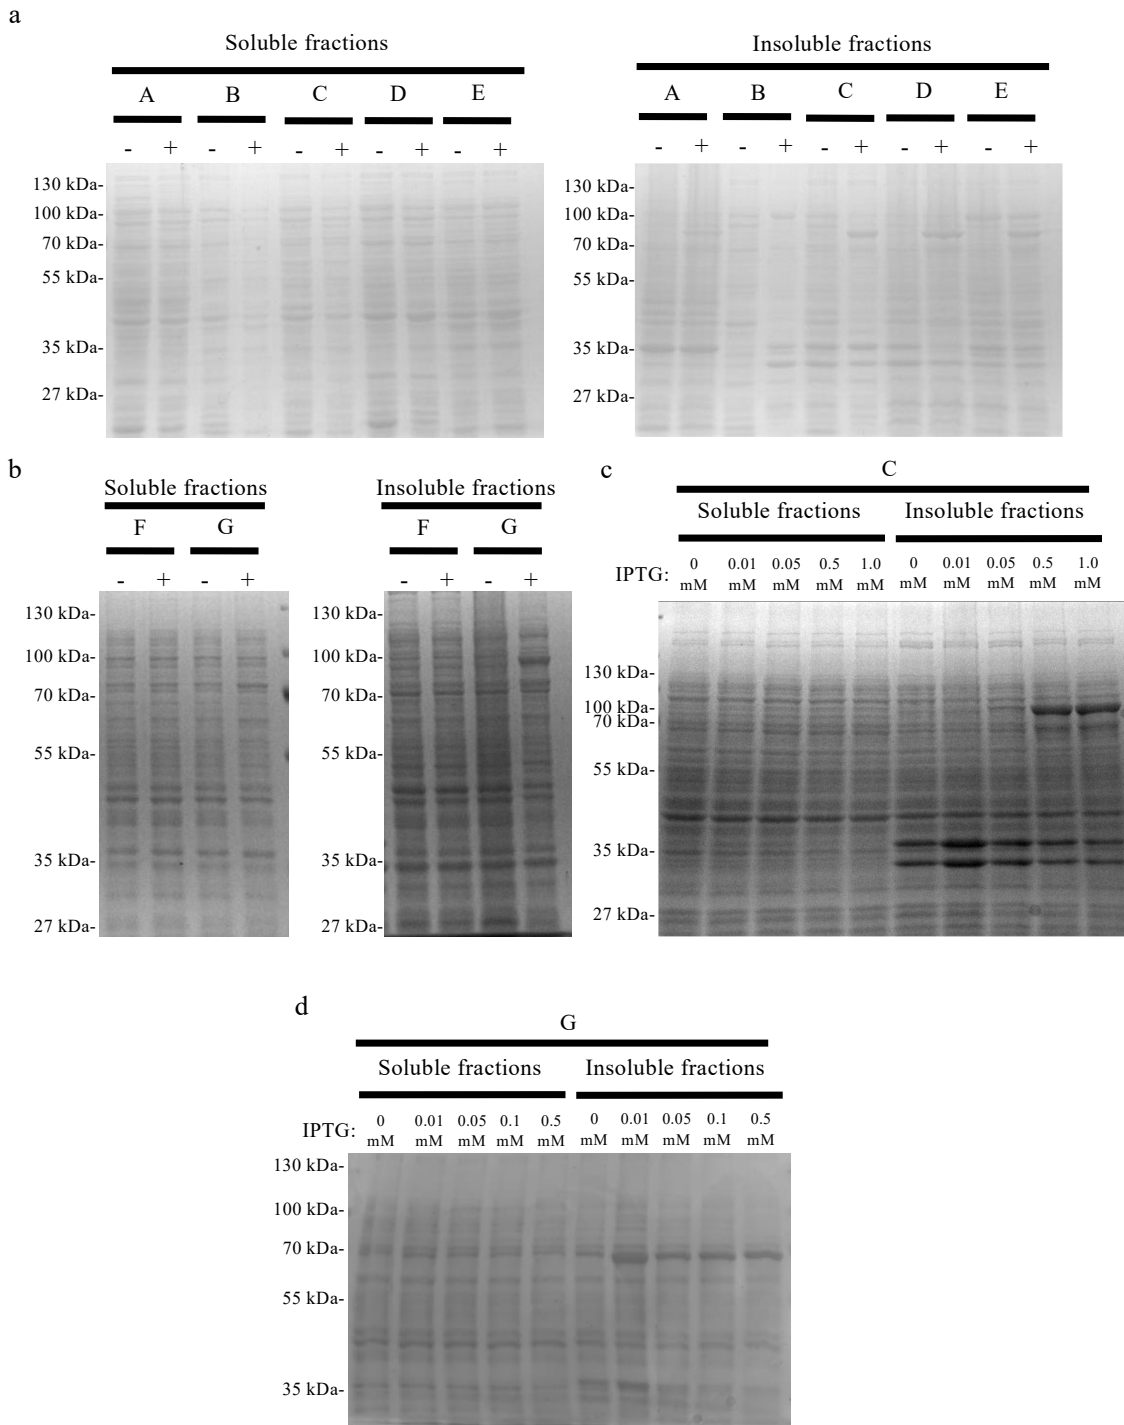 a
Soluble fractions
A B C D E
- + - + - + - + - +
130 kDa-
100 kDa-
70 kDa-
55 kDa-
35 kDa-
27 kDa-
Insoluble fractions
A B C D E
- + - + - + - + - +
130 kDa-
100 kDa-
70 kDa-
55 kDa-
35 kDa-
27 kDa-
b
Soluble fractions
F G
- + - +
130 kDa-
100 kDa-
70 kDa-
55 kDa-
35 kDa-
27 kDa-
Insoluble fractions
F G
- + - +
130 kDa-
100 kDa-
70 kDa-
55 kDa-
35 kDa-
27 kDa-
c
C
Soluble fractions Insoluble fractions
IPTG:
0 0.01 0.05 0.5 1.0 0 0.01 0.05 0.5 1.0
mM mM mM mM mM mM mM mM mM mM
130 kDa-
100 kDa-
70 kDa-
55 kDa-
35 kDa-
27 kDa-
d
G
Soluble fractions Insoluble fractions
IPTG:
0 0.01 0.05 0.1 0.5 0 0.01 0.05 0.1 0.5
mM mM mM mM mM mM mM mM mM mM
130 kDa-
100 kDa-
70 kDa-
55 kDa-
35 kDa-